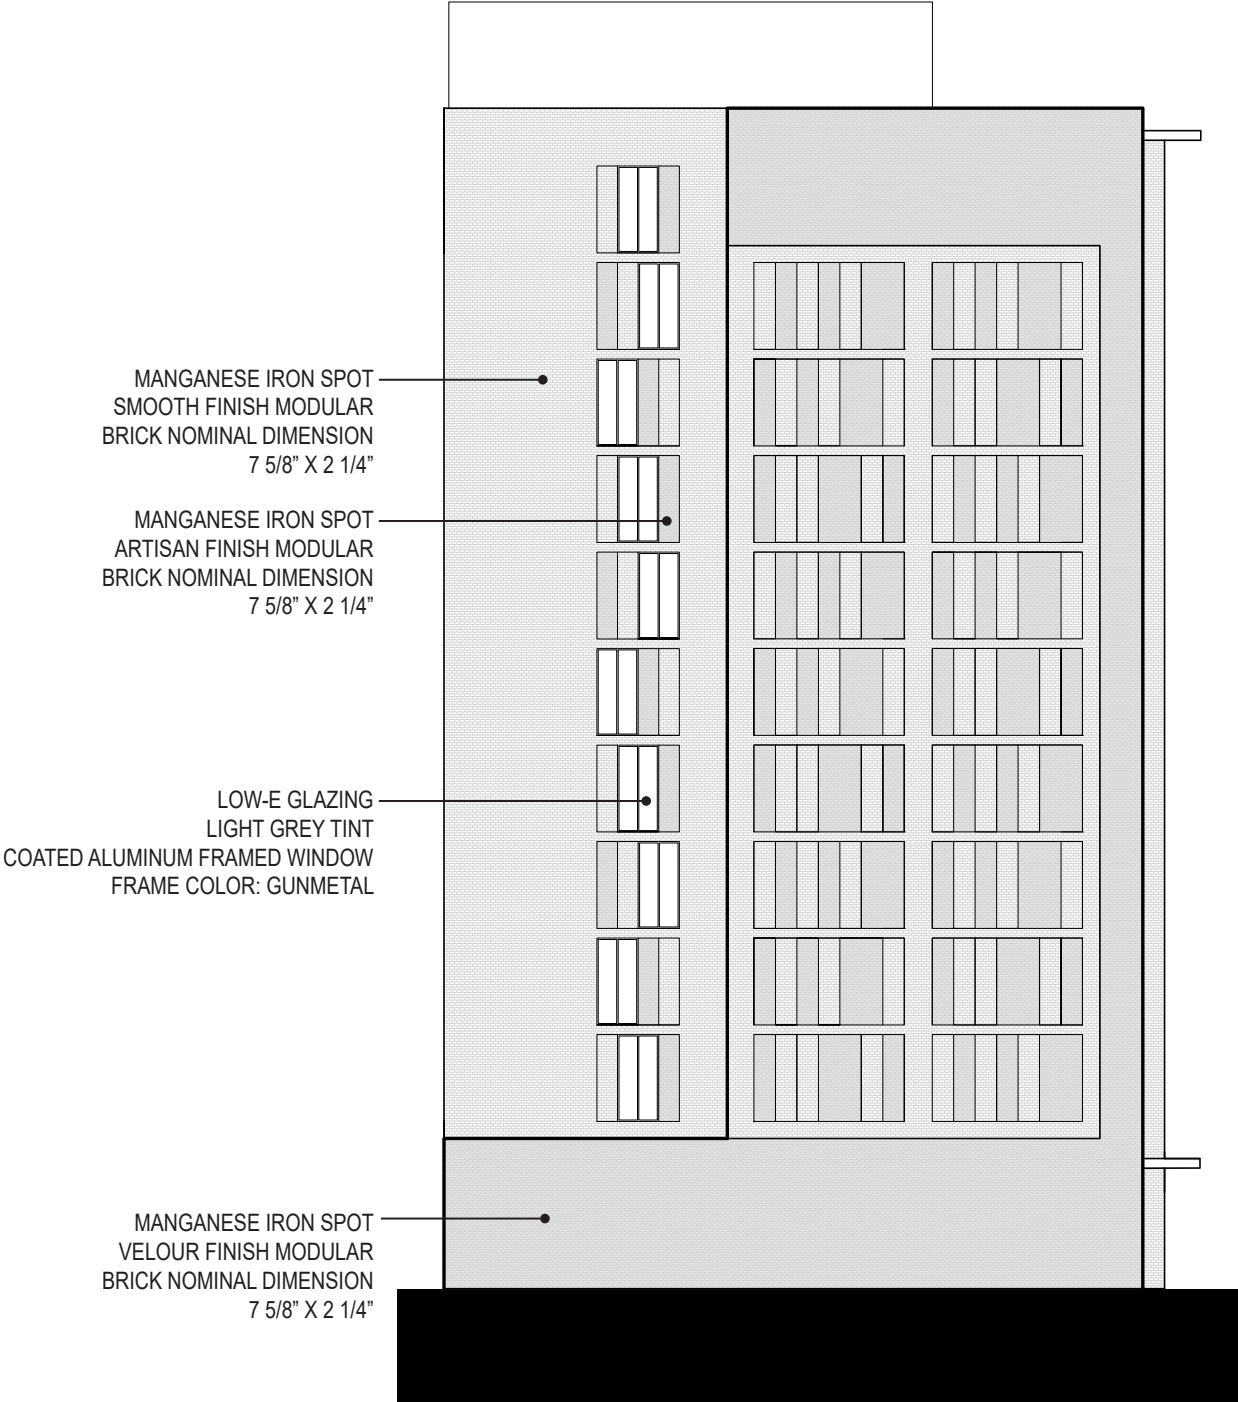 MANGANESE IRON SPOT
SMOOTH FINISH MODULAR
BRICK NOMINAL DIMENSION
7 5/8” X 2 1/4”
MANGANESE IRON SPOT
ARTISAN FINISH MODULAR
BRICK NOMINAL DIMENSION
7 5/8” X 2 1/4”
LOW-E GLAZING
LIGHT GREY TINT
COATED ALUMINUM FRAMED WINDOW
FRAME COLOR: GUNMETAL
MANGANESE IRON SPOT
VELOUR FINISH MODULAR
BRICK NOMINAL DIMENSION
7 5/8” X 2 1/4”